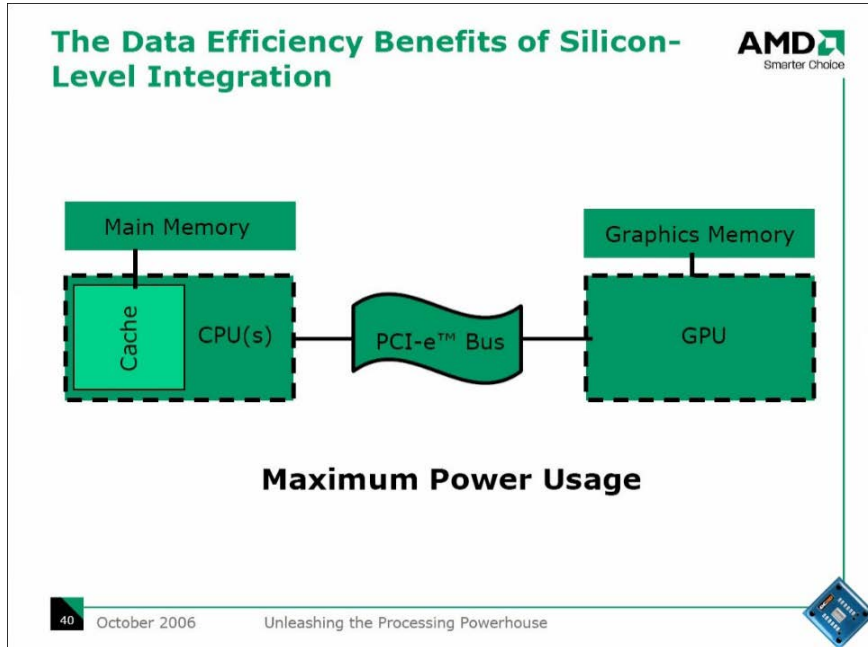 The Data Efficiency Benefits of Silicon-
Level Integration
AMD
Smarter Choice
Main Memory
Graphics Memory
Cache
CPU(s)
PCI-e™ Bus
GPU
Maximum Power Usage
40
October 2006
Unleashing the Processing Powerhouse